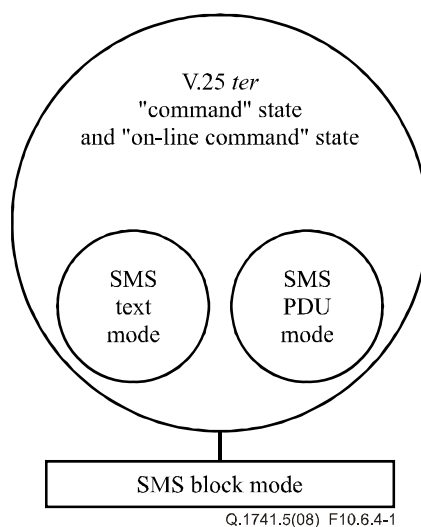 V.25 ter
"command" state
and "on-line command" state
SMS
text
mode
SMS
PDU
mode
SMS block mode
Q.1741.5(08) F10.6.4-1